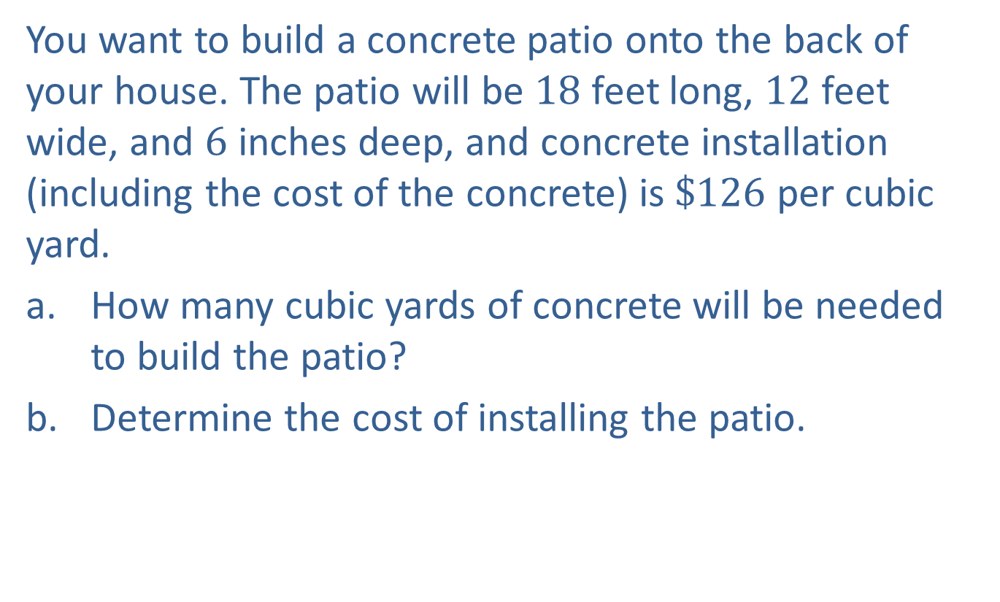 You want to build a concrete patio onto the back of
your house. The patio will be 18 feet long, 12 feet
wide, and 6 inches deep, and concrete installation
(including the cost of the concrete) is $126 per cubic
yard.
a. How many cubic yards of concrete will be needed
to build the patio?
b. Determine the cost of installing the patio.